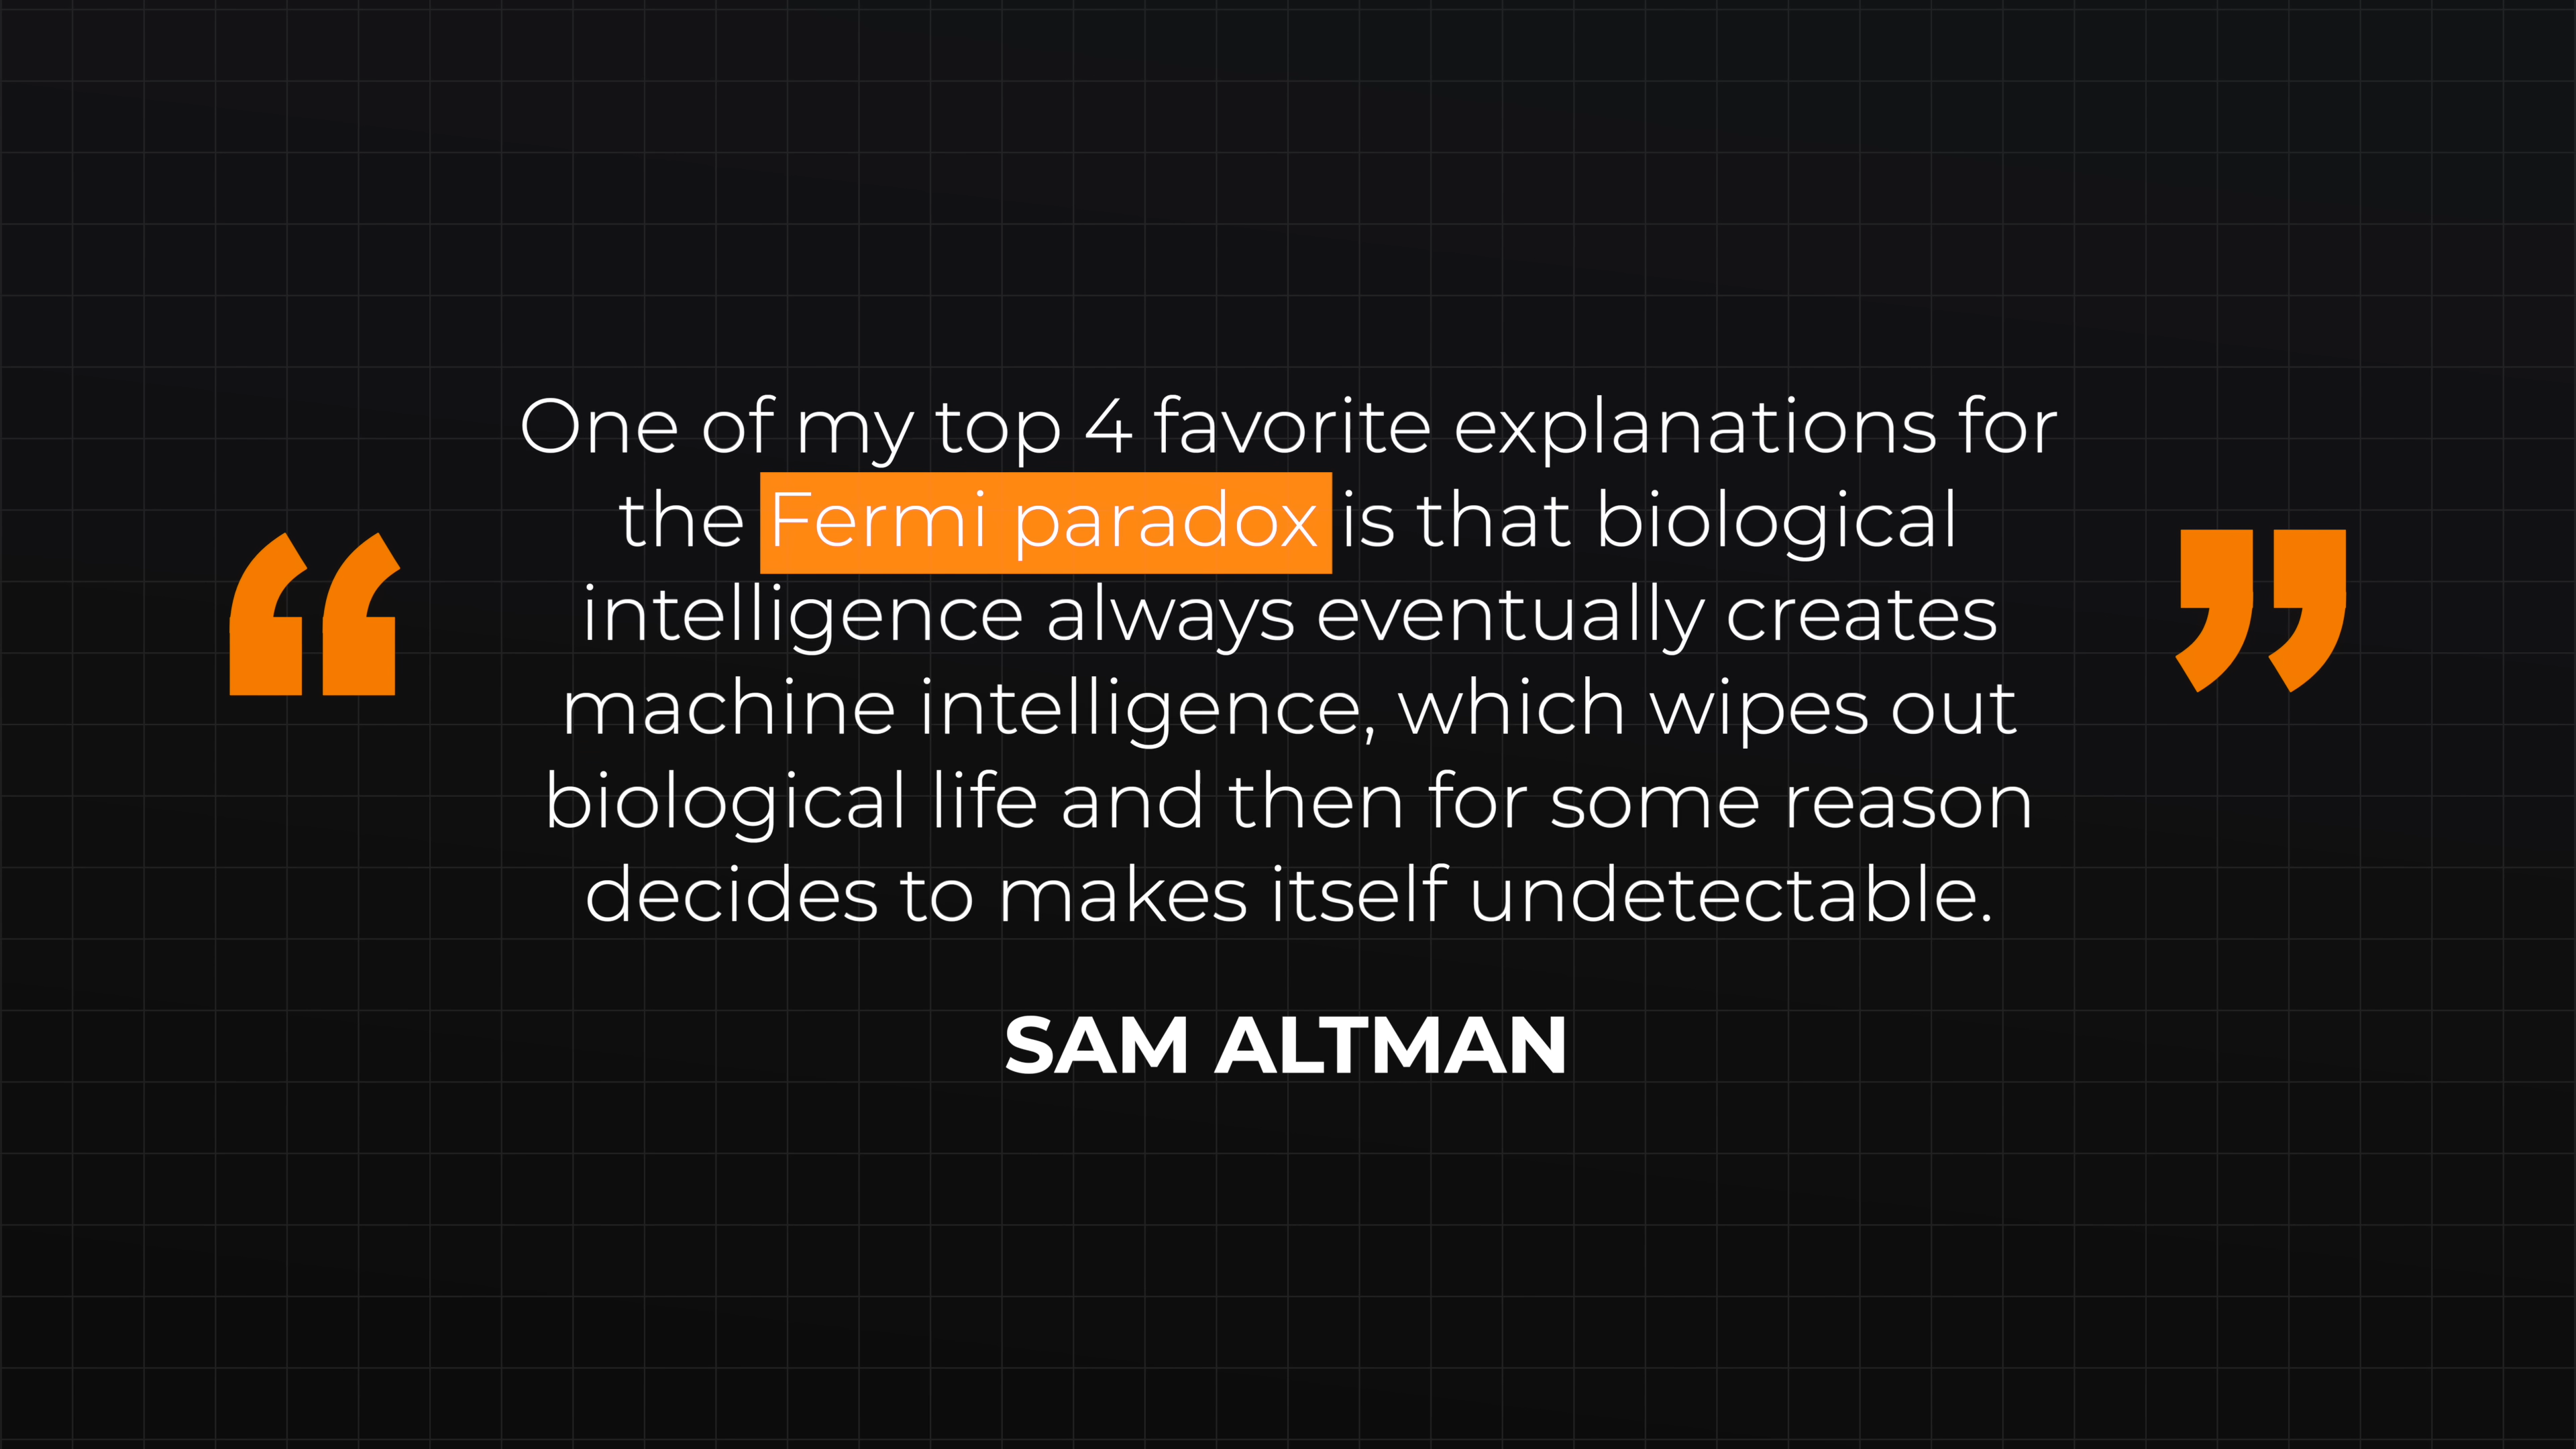 One of my top 4 favorite explanations for
the Fermi paradox is that biological
“ intelligence always eventually creates ”
machine intelligence, which wipes out
biological life and then for some reason
decides to makes itself undetectable.
SAM ALTMAN